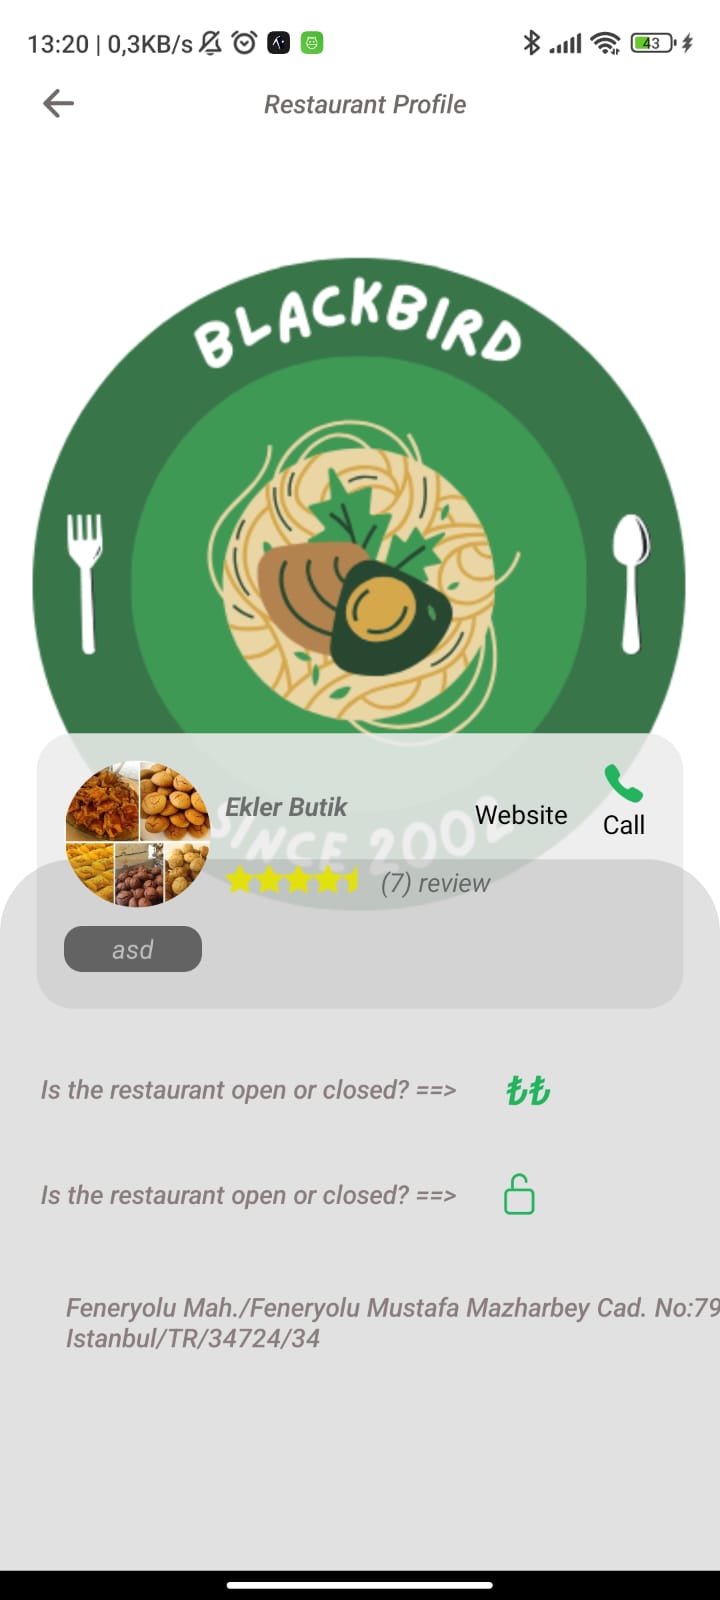 13:20 | 0,3KB/s
43
Restaurant Profile
BLACKBIRD
SINCE 2002
Ekler Butik
Website
Call
(7) review
asd
Is the restaurant open or closed? ==> ₺₺
Is the restaurant open or closed? ==>
Feneryolu Mah./Feneryolu Mustafa Mazharbey Cad. No:79
Istanbul/TR/34724/34